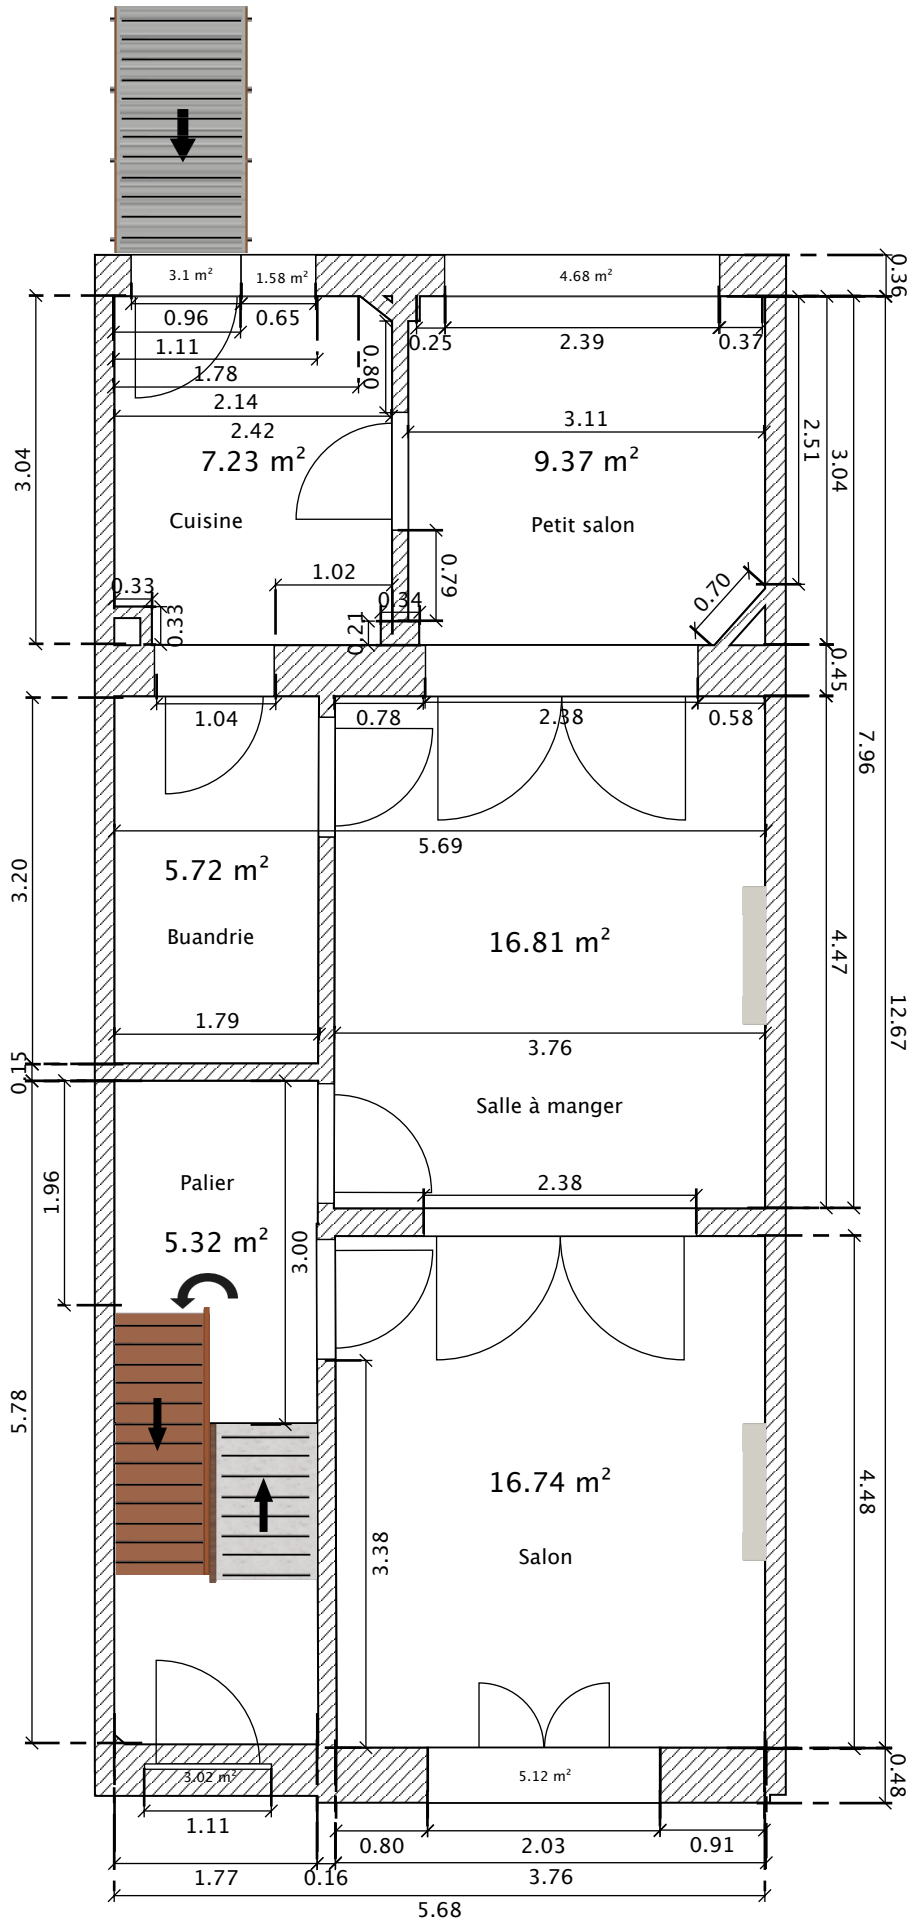 3.1 m²
1.58 m²
4.68 m²
0.36
0.96
0.65
0.25
2.39
0.37
1.11
0.80
1.78
2.14
3.11
2.42
2.51
7.23 m²
9.37 m²
3.04
3.04
Cuisine
Petit salon
1.02
0.79
0.70
0.33
0.34
0.33
0.21
0.45
1.04
0.78
2.38
0.58
7.96
5.69
5.72 m²
3.20
Buandrie
16.81 m²
4.47
12.67
1.79
3.76
0.15
Salle à manger
Palier
2.38
1.96
5.32 m²
3.00
5.78
16.74 m²
4.48
Salon
3.38
3.02 m²
5.12 m²
0.48
1.11
0.80
2.03
0.91
1.77
0.16
3.76
5.68